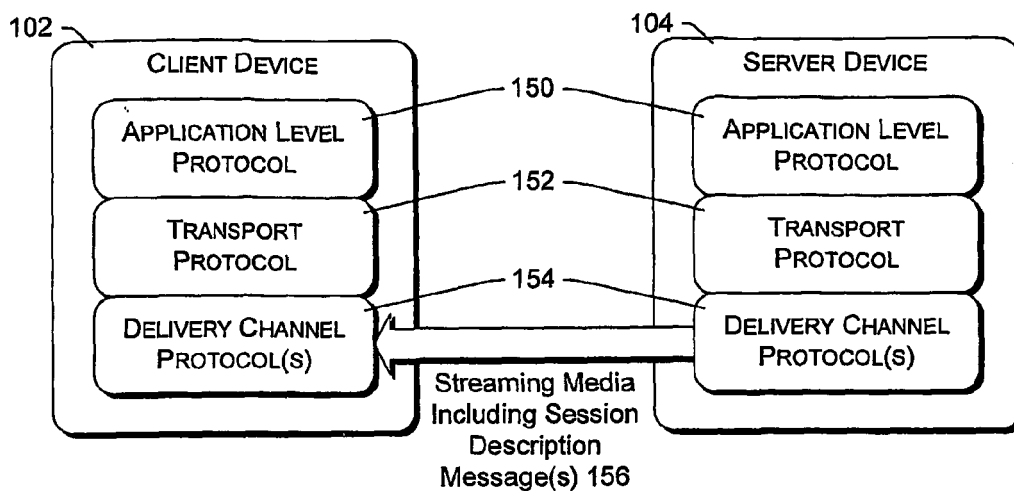 102
CLIENT DEVICE
APPLICATION LEVEL
PROTOCOL
TRANSPORT
PROTOCOL
DELIVERY CHANNEL
PROTOCOL(S)
150
152
154
Streaming Media
Including Session
Description
Message(s) 156
104
SERVER DEVICE
APPLICATION LEVEL
PROTOCOL
TRANSPORT
PROTOCOL
DELIVERY CHANNEL
PROTOCOL(S)